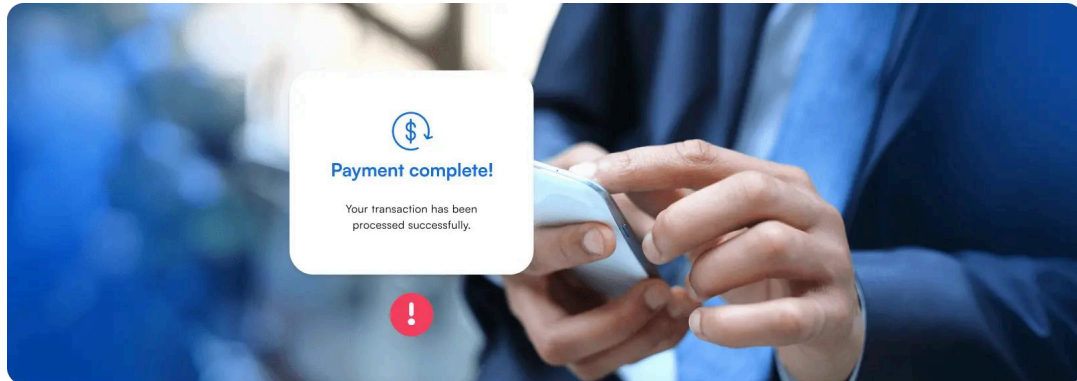 $
Payment complete!
Your transaction has been
processed successfully.
!